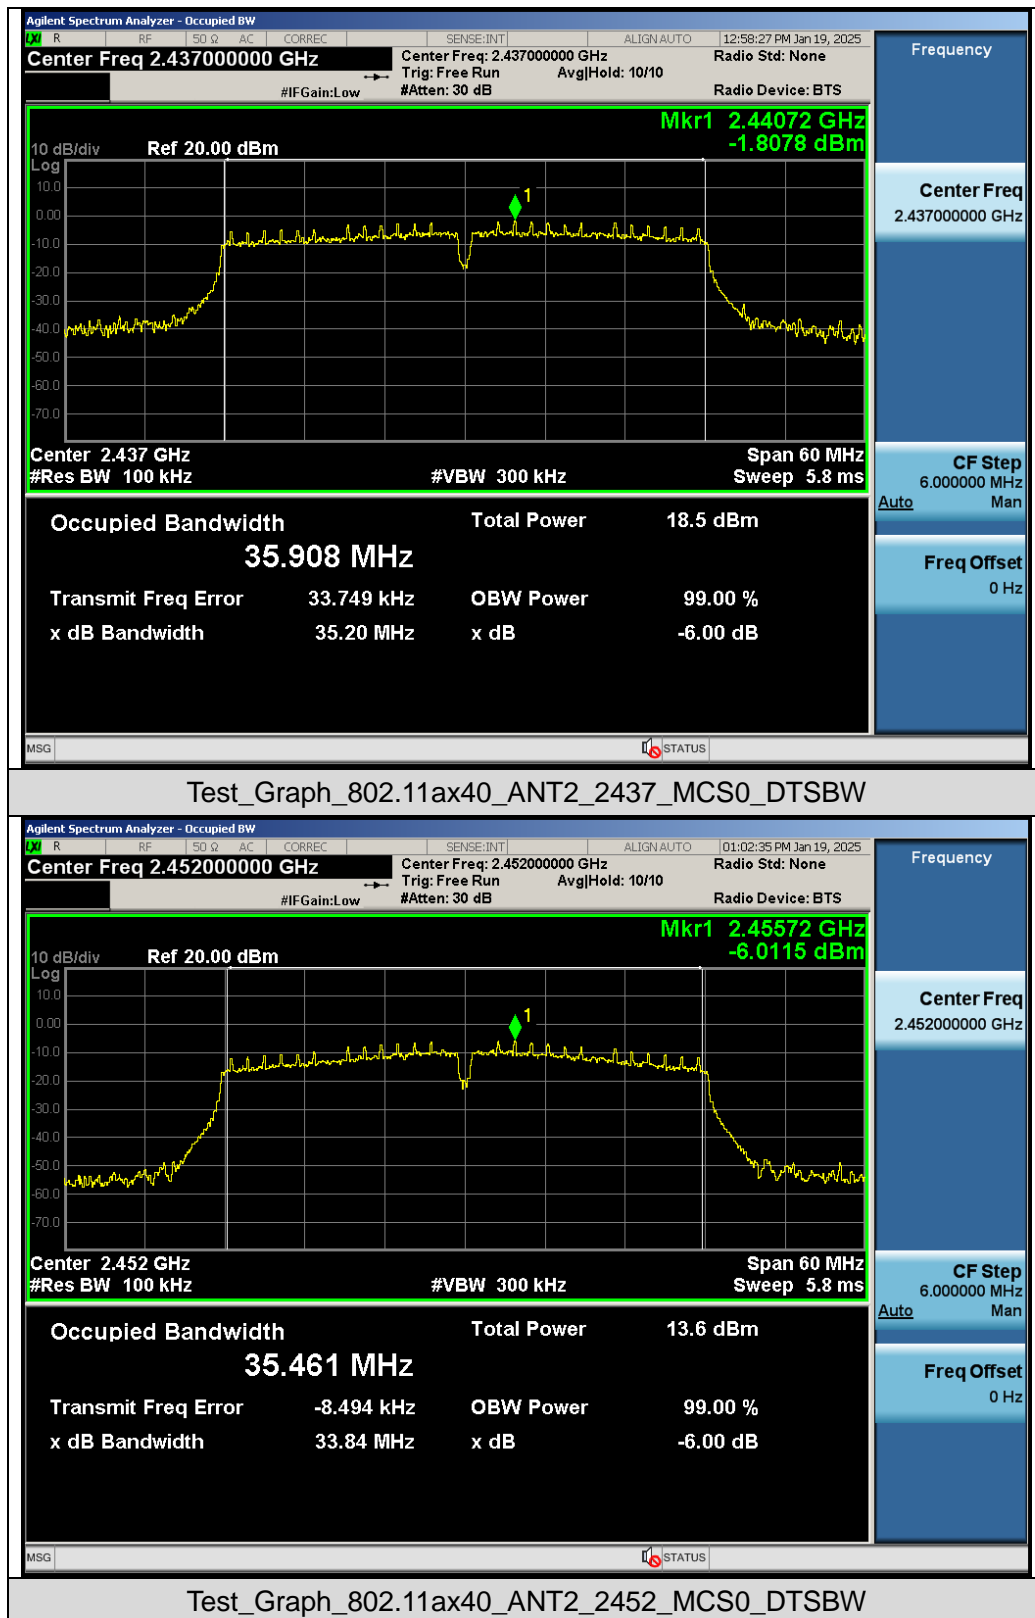 Agilent Spectrum Analyzer - Occupied BW
LXI R RF 50 Ω AC CORREC SENSE:INT ALIGN AUTO 12:58:27 PM Jan 19, 2025
Center Freq 2.437000000 GHz Center Freq: 2.437000000 GHz Radio Std: None
Trig: Free Run Avg|Hold: 10/10
#IFGain:Low #Atten: 30 dB Radio Device: BTS
Frequency
Mkr1 2.44072 GHz
-1.8078 dBm
10 dB/div Ref 20.00 dBm
Log
10.0
0.00
-10.0
-20.0
-30.0
-40.0
-50.0
-60.0
-70.0
1
Center 2.437 GHz Span 60 MHz
#Res BW 100 kHz #VBW 300 kHz Sweep 5.8 ms
Center Freq
2.437000000 GHz
CF Step
6.000000 MHz
Auto Man
Freq Offset
0 Hz
Occupied Bandwidth Total Power 18.5 dBm
35.908 MHz
Transmit Freq Error 33.749 kHz OBW Power 99.00 %
x dB Bandwidth 35.20 MHz x dB -6.00 dB
MSG STATUS
Test_Graph_802.11ax40_ANT2_2437_MCS0_DTSBW
Agilent Spectrum Analyzer - Occupied BW
LXI R RF 50 Ω AC CORREC SENSE:INT ALIGN AUTO 01:02:35 PM Jan 19, 2025
Center Freq 2.452000000 GHz Center Freq: 2.452000000 GHz Radio Std: None
Trig: Free Run Avg|Hold: 10/10
#IFGain:Low #Atten: 30 dB Radio Device: BTS
Frequency
Mkr1 2.45572 GHz
-6.0115 dBm
10 dB/div Ref 20.00 dBm
Log
10.0
0.00
-10.0
-20.0
-30.0
-40.0
-50.0
-60.0
-70.0
1
Center 2.452 GHz Span 60 MHz
#Res BW 100 kHz #VBW 300 kHz Sweep 5.8 ms
Center Freq
2.452000000 GHz
CF Step
6.000000 MHz
Auto Man
Freq Offset
0 Hz
Occupied Bandwidth Total Power 13.6 dBm
35.461 MHz
Transmit Freq Error -8.494 kHz OBW Power 99.00 %
x dB Bandwidth 33.84 MHz x dB -6.00 dB
MSG STATUS
Test_Graph_802.11ax40_ANT2_2452_MCS0_DTSBW